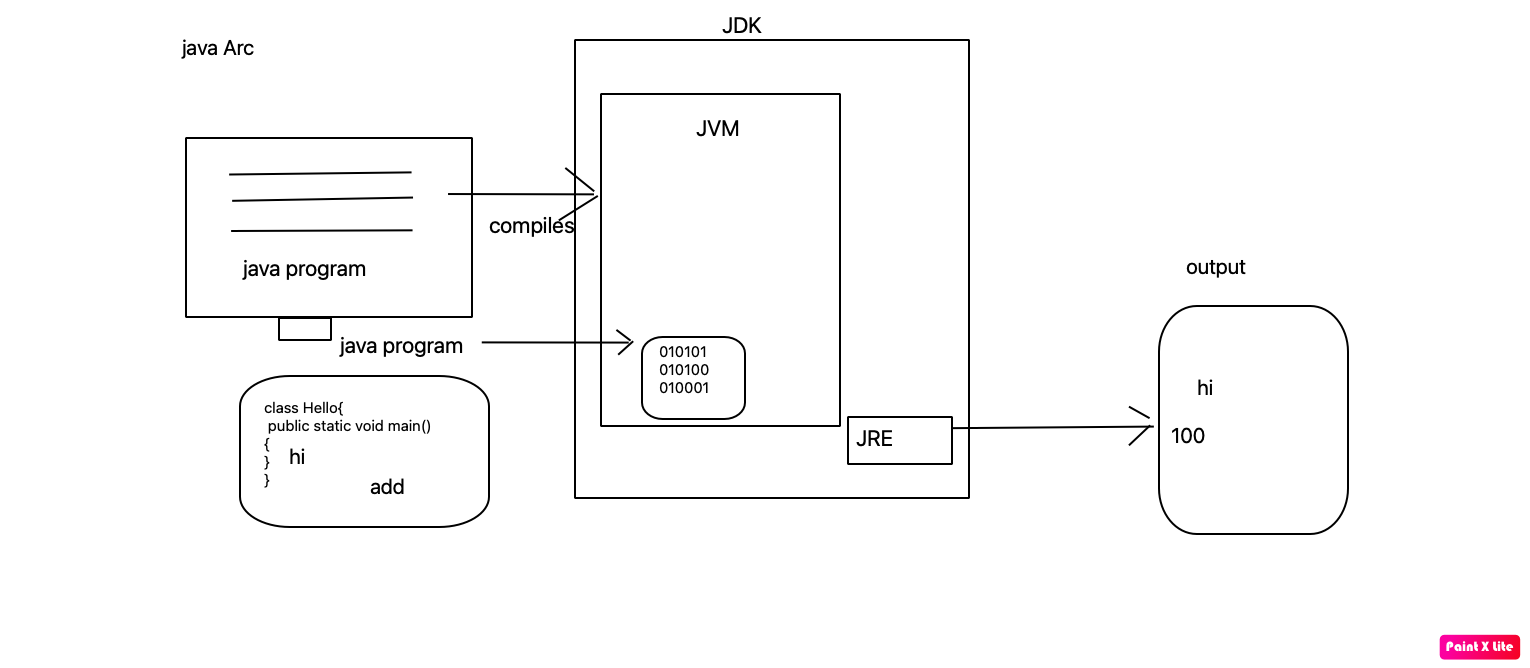 java Arc
JDK
JVM
compiles
java program
java program
010101
010100
010001
class Hello{
public static void main()
{
}
}
hi
add
JRE
output
hi
100
Paint X Lite